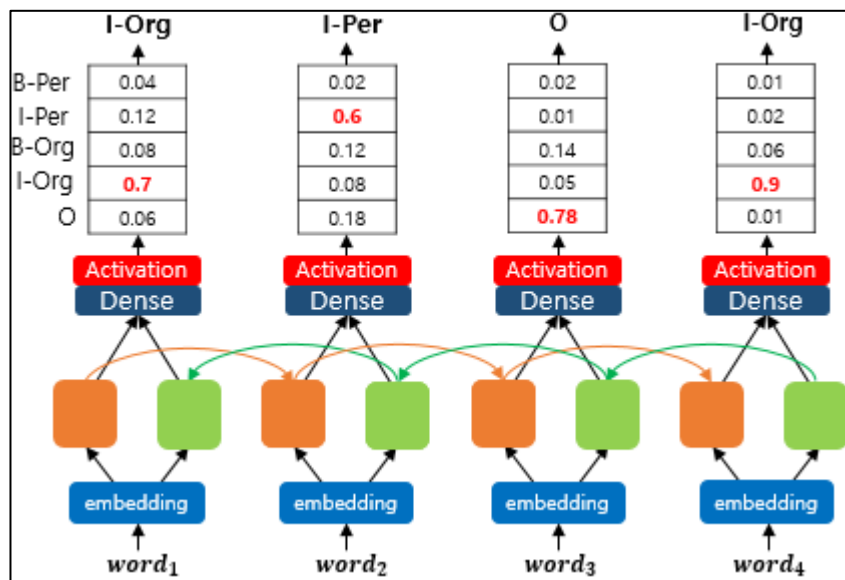 I-Org I-Per O I-Org
B-Per 0.04 0.02 0.02 0.01
I-Per 0.12 0.6 0.01 0.02
B-Org 0.08 0.12 0.14 0.06
I-Org 0.7 0.08 0.05 0.9
O 0.06 0.18 0.78 0.01
Activation Activation Activation Activation
Dense Dense Dense Dense
embedding embedding embedding embedding
word₁ word₂ word₃ word₄